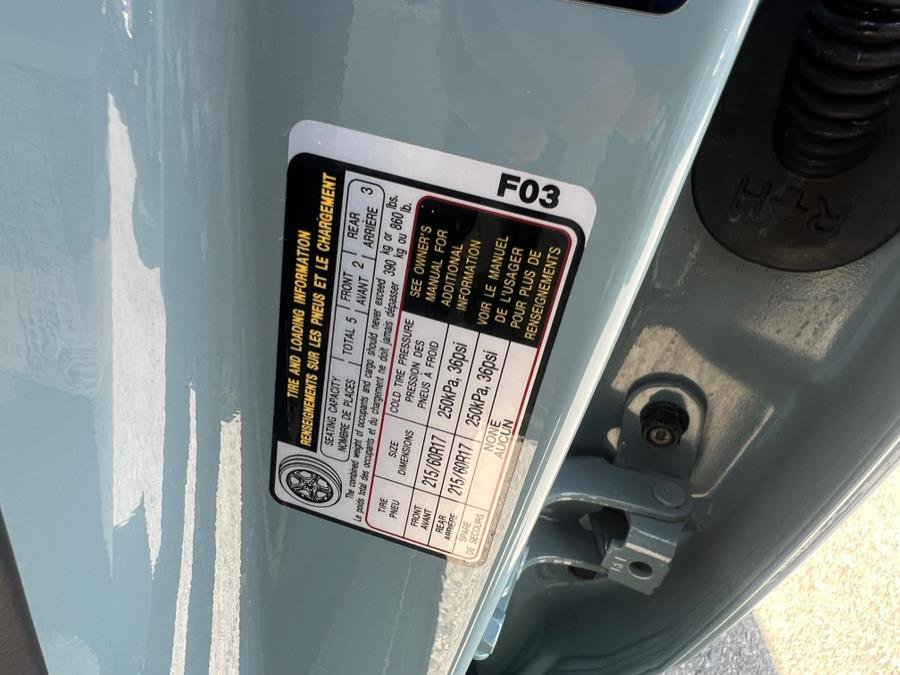 F03
TIRE AND LOADING INFORMATION
RENSEIGNEMENTS SUR LES PNEUS ET LE CHARGEMENT
SEATING CAPACITY
NOMBRE DE PLACES
TOTAL 5
FRONT
AVANT 2
REAR
ARRIÈRE 3
The combined weight of occupants and cargo should never exceed 390 kg or 860 lbs.
Le poids total des occupants et du chargement ne doit jamais dépasser 390 kg ou 860 lb.
TIRE
PNEU
SIZE
DIMENSIONS
COLD TIRE PRESSURE
PRESSION DES
PNEUS À FROID
FRONT
AVANT
215/60R17
250kPa, 36psi
REAR
ARRIÈRE
215/60R17
250kPa, 36psi
SPARE
DE SECOURS
NONE
AUCUN
SEE OWNER'S
MANUAL FOR
ADDITIONAL
INFORMATION
VOIR LE MANUEL
DE L'USAGER
POUR PLUS DE
RENSEIGNEMENTS